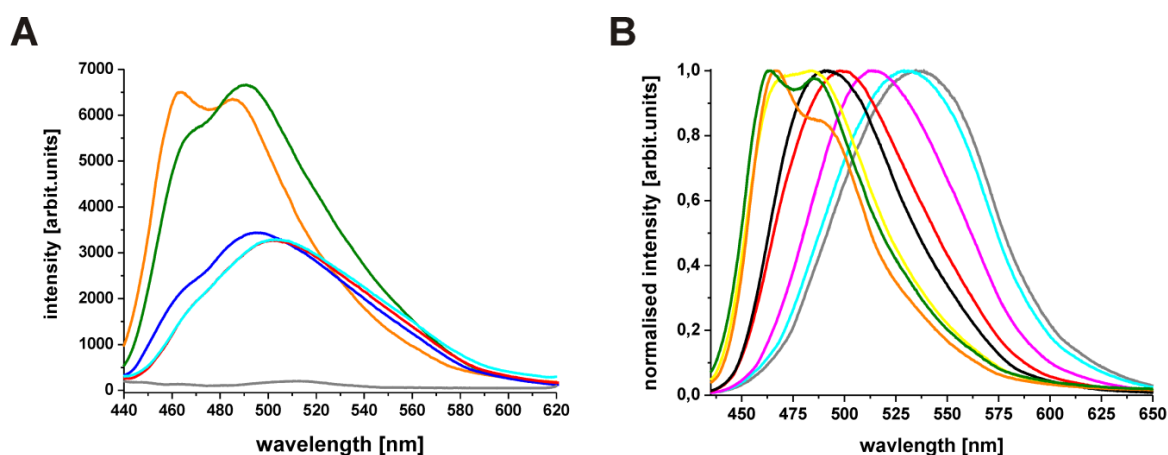 A
B
7000
6000
5000
4000
3000
2000
1000
0
intensity [arbit.units]
440 460 480 500 520 540 560 580 600 620
wavelength [nm]
1,0
0,8
0,6
0,4
0,2
0,0
normalised intensity [arbit.units]
450 475 500 525 550 575 600 625 650
wavlength [nm]